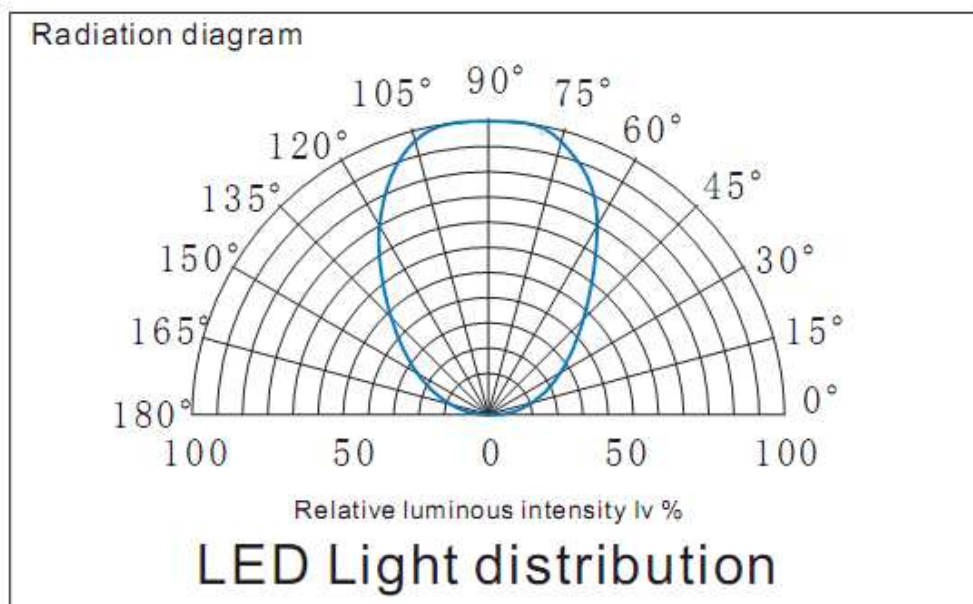 Radiation diagram
90°
105° 75°
120° 60°
135° 45°
150° 30°
165° 15°
180° 0°
100 50 0 50 100
Relative luminous intensity Iv %
LED Light distribution